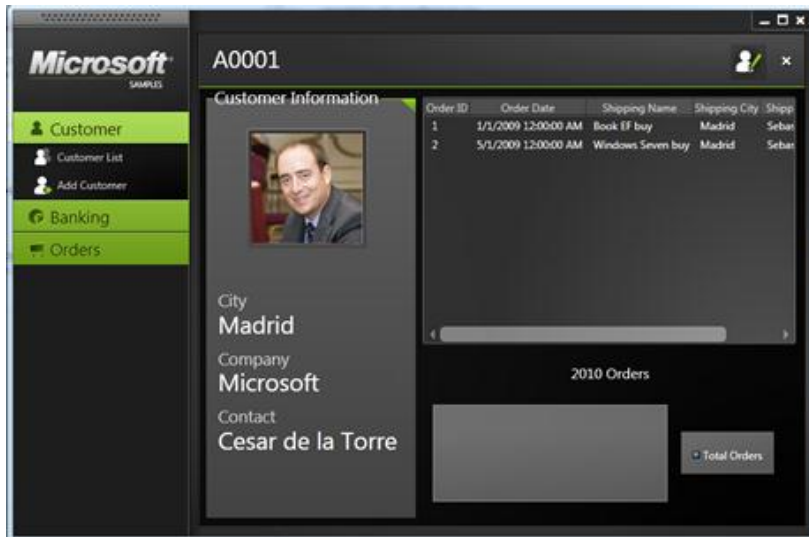 Microsoft
SAMPLES
Customer
Customer List
Add Customer
Banking
Orders
A0001
Customer Information
City
Madrid
Company
Microsoft
Contact
Cesar de la Torre
Order ID Order Date Shipping Name Shipping City Shipp
1 1/1/2009 12:00:00 AM Book EF buy Madrid Sebas
2 5/1/2009 12:00:00 AM Windows Seven buy Madrid Sebas
2010 Orders
Total Orders